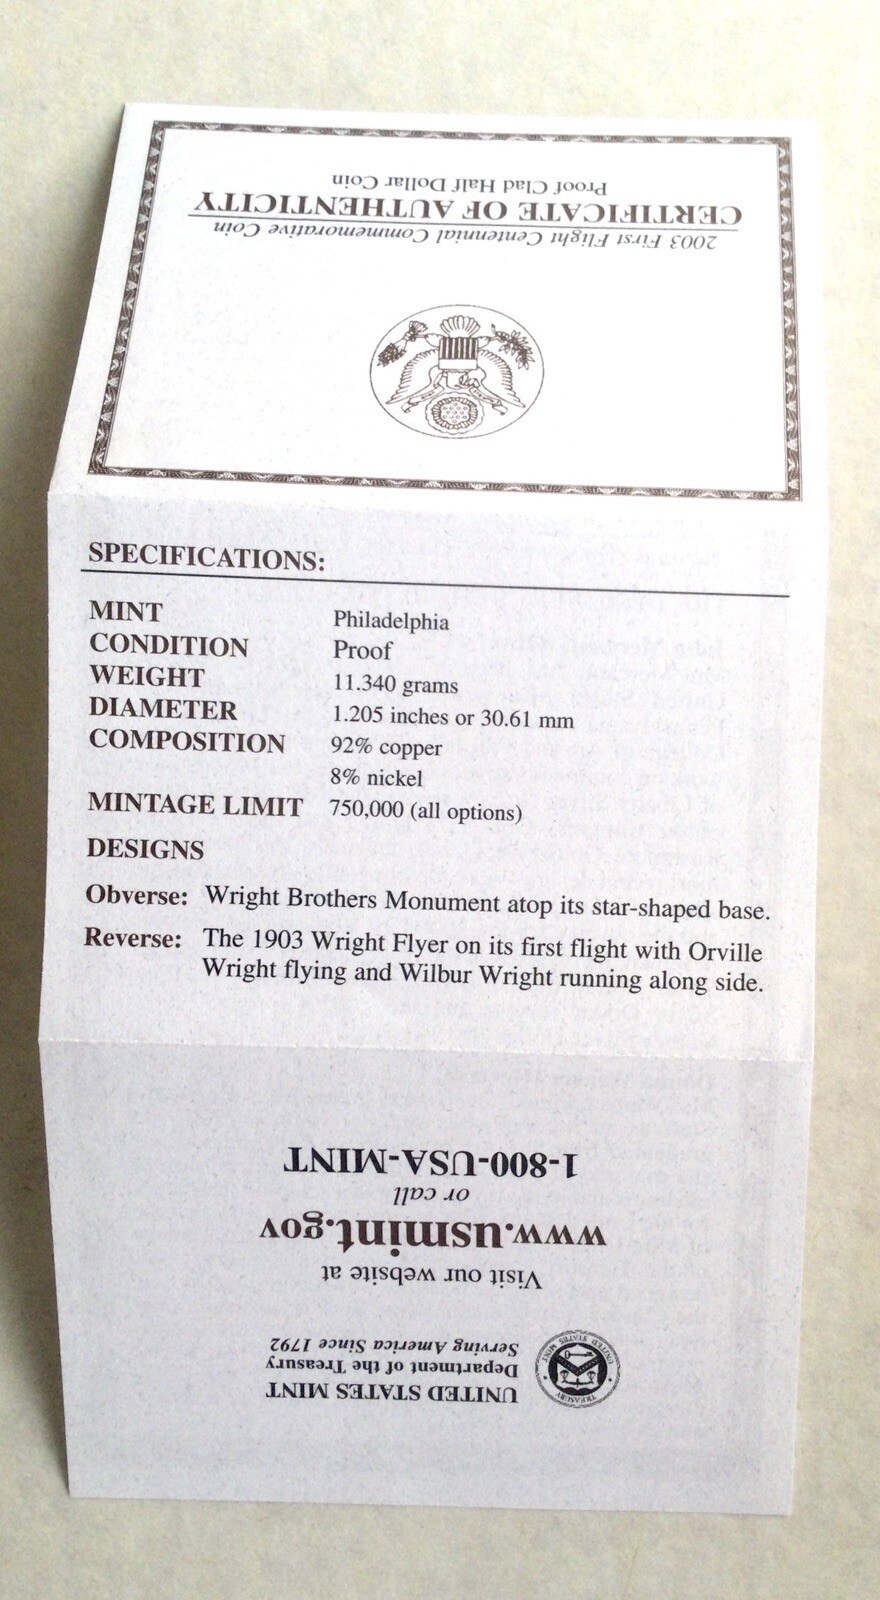 2003 First Flight Centennial Commemorative Coin
CERTIFICATE OF AUTHENTICITY
Proof Clad Half Dollar Coin
SPECIFICATIONS:
MINT Philadelphia
CONDITION Proof
WEIGHT 11.340 grams
DIAMETER 1.205 inches or 30.61 mm
COMPOSITION 92% copper
8% nickel
MINTAGE LIMIT 750,000 (all options)
DESIGNS
Obverse: Wright Brothers Monument atop its star-shaped base.
Reverse: The 1903 Wright Flyer on its first flight with Orville
Wright flying and Wilbur Wright running along side.
UNITED STATES MINT
Department of the Treasury
Serving America Since 1792
TREASURY
UNITED STATES MINT
Visit our website at
www.usmint.gov
or call
1-800-USA-MINT